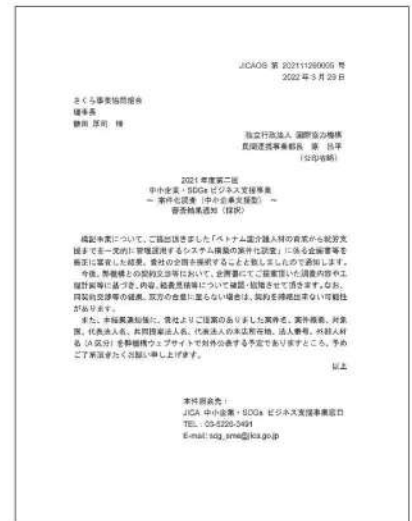 JICAOS 第 202111260005 号
2022 年 3 月 29 日
さくら事業協同組合
理事長
厚司 様
独立行政法人 国際協力機構
民間連携事業部長 原 昌平
(公印省略)
2021 年度第二回
中小企業・SDGs ビジネス支援事業
~ 案件化調査(中小企業支援型) ~
審査結果通知(採択)
標記事業について、ご提出頂きました「ベトナム国介護人材の育成から就労支
援までを一気的に管理運用するシステム構築の案件化調査」に係る企画書等を
厳正に審査した結果、貴社の企画を採択することと致しましたので通知します。
今後、弊機構との契約交渉等において、企画書にてご提案頂いた調査内容や工
程計画等に基づき、内容、経費見積等について確認・協議させて頂きます。なお、
同契約交渉等の結果、双方の合意に至らない場合は、契約を締結出来ない可能性
があります。
また、本採択通知後に、貴社よりご提案のありました案件名、案件概要、対象
国、代表法人名、共同提案法人名、代表法人の本店所在地、法人番号、外部人材
名(A区分)を弊機構ウェブサイトで対外公表する予定でありますところ、予め
ご了承頂きたくお願い申し上げます。
以上
本件照会先:
JICA 中小企業・SDGs ビジネス支援事業窓口
TEL:03-5226-3491
E-mail: sdg_sme@jica.go.jp